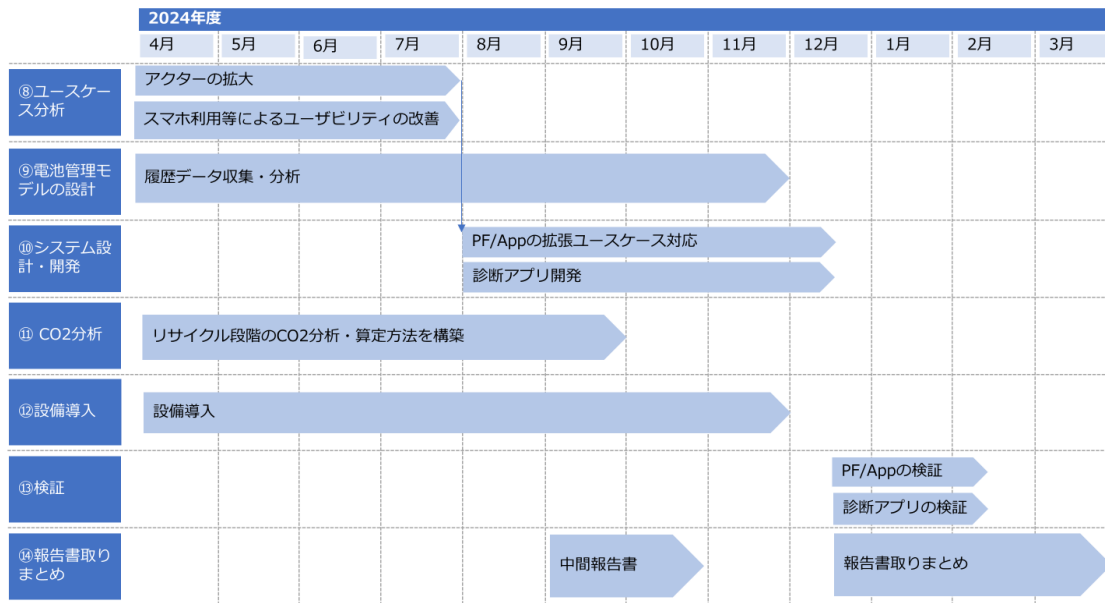 2024年度
4月 5月 6月 7月 8月 9月 10月 11月 12月 1月 2月 3月
⑧ユースケー
ス分析
アクターの拡大
スマホ利用等によるユーザビリティの改善
⑨電池管理モ
デルの設計
履歴データ収集・分析
⑩システム設
計・開発
PF/Appの拡張ユースケース対応
診断アプリ開発
⑪ CO2分析
リサイクル段階のCO2分析・算定方法を構築
⑫設備導入
設備導入
⑬検証
PF/Appの検証
診断アプリの検証
⑭報告書取り
まとめ
中間報告書
報告書取りまとめ